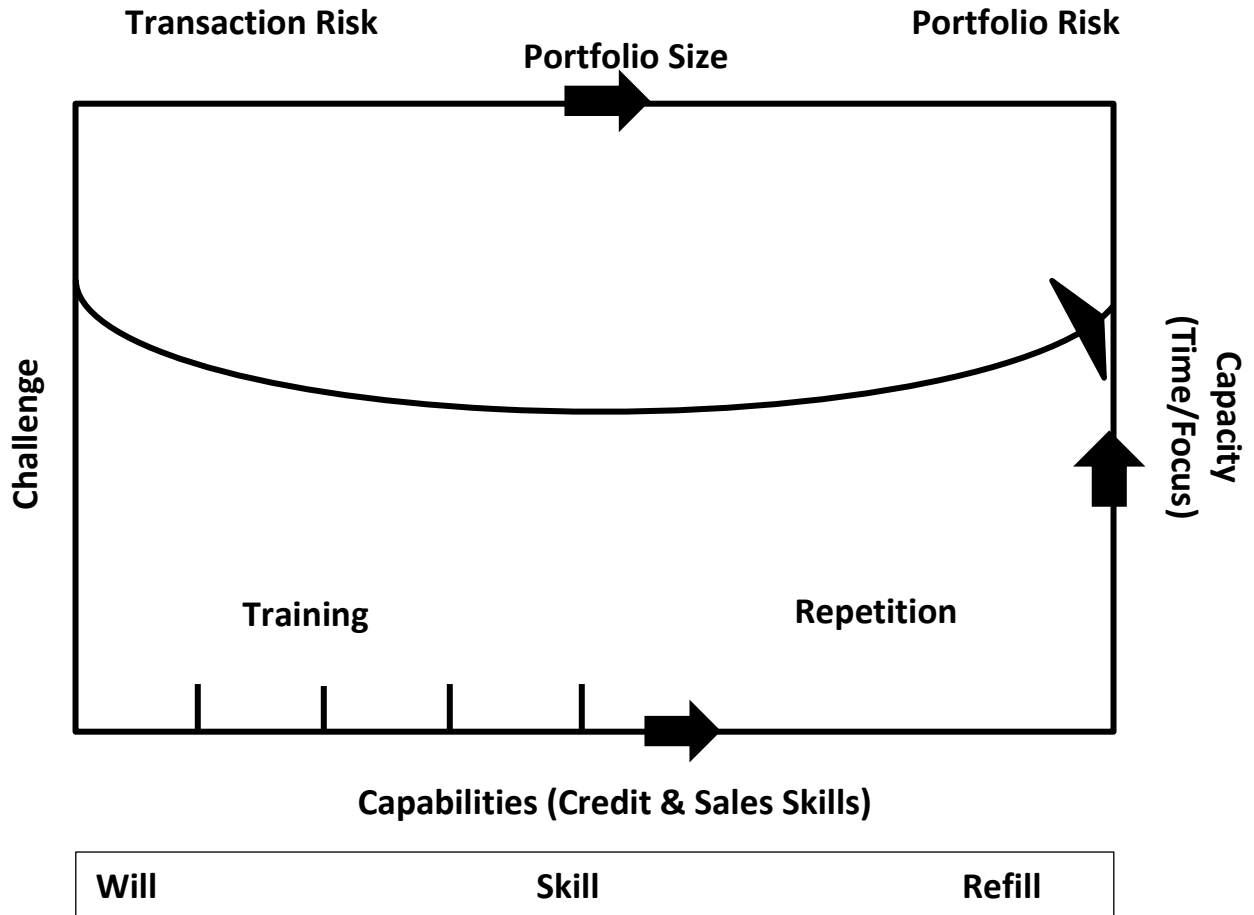 Transaction Risk
Portfolio Risk
Portfolio Size
Challenge
Capacity
(Time/Focus)
Training
Repetition
Capabilities (Credit & Sales Skills)
Will
Skill
Refill